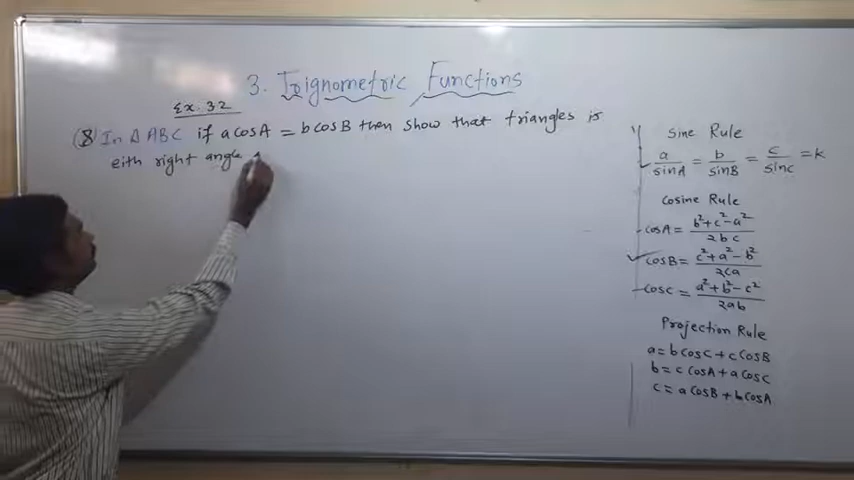 3. Trignometric Functions
Ex. 3.2
(8) In Δ ABC if a cosA = b cosB then show that triangles is
eith right angle
Sine Rule
a/sinA = b/sinB = c/sinc = k
Cosine Rule
cosA = b²+c²-a²/2bc
cosB = c²+a²-b²/2ca
cosc = a²+b²-c²/2ab
Projection Rule
a = b cosC + c CosB
b = c CosA + a Cosc
c = a CosB + b CosA